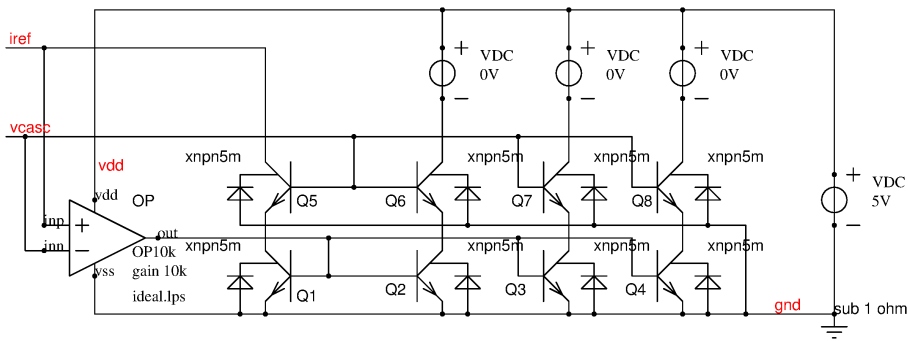 iref
+ VDC
0V
−
+ VDC
0V
−
+ VDC
0V
−
vcasc
xnpn5m
xnpn5m
xnpn5m
xnpn5m
vdd
vdd
OP
Q5
Q6
Q7
Q8
+ VDC
5V
−
inp
+
inn
−
out
xnpn5m
xnpn5m
xnpn5m
xnpn5m
OP10k
gain 10k
vss
ideal.lps
Q1
Q2
Q3
Q4
gnd
sub 1 ohm